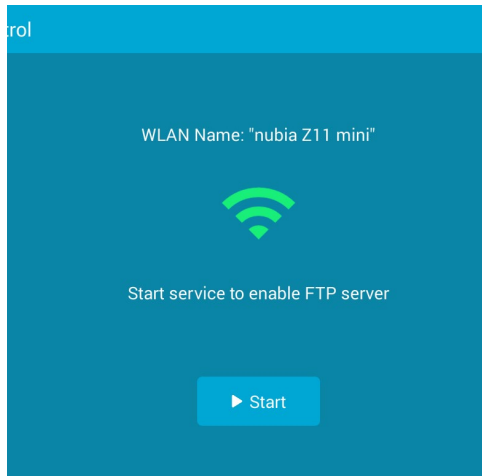 trol
WLAN Name: "nubia Z11 mini"
Start service to enable FTP server
Start